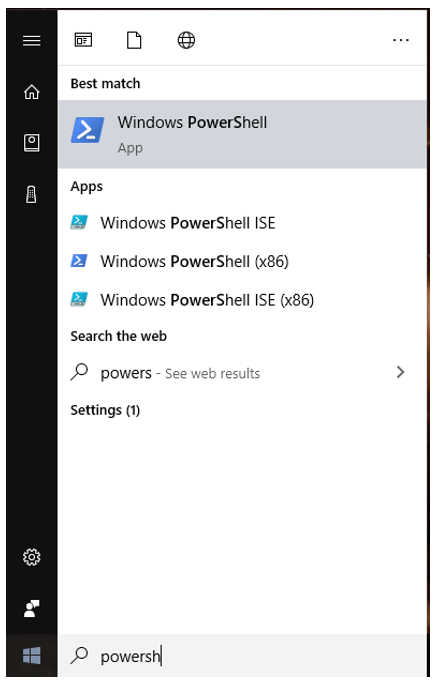 Best match
Windows PowerShell
App
Apps
Windows PowerShell ISE
Windows PowerShell (x86)
Windows PowerShell ISE (x86)
Search the web
powers - See web results
Settings (1)
powersh